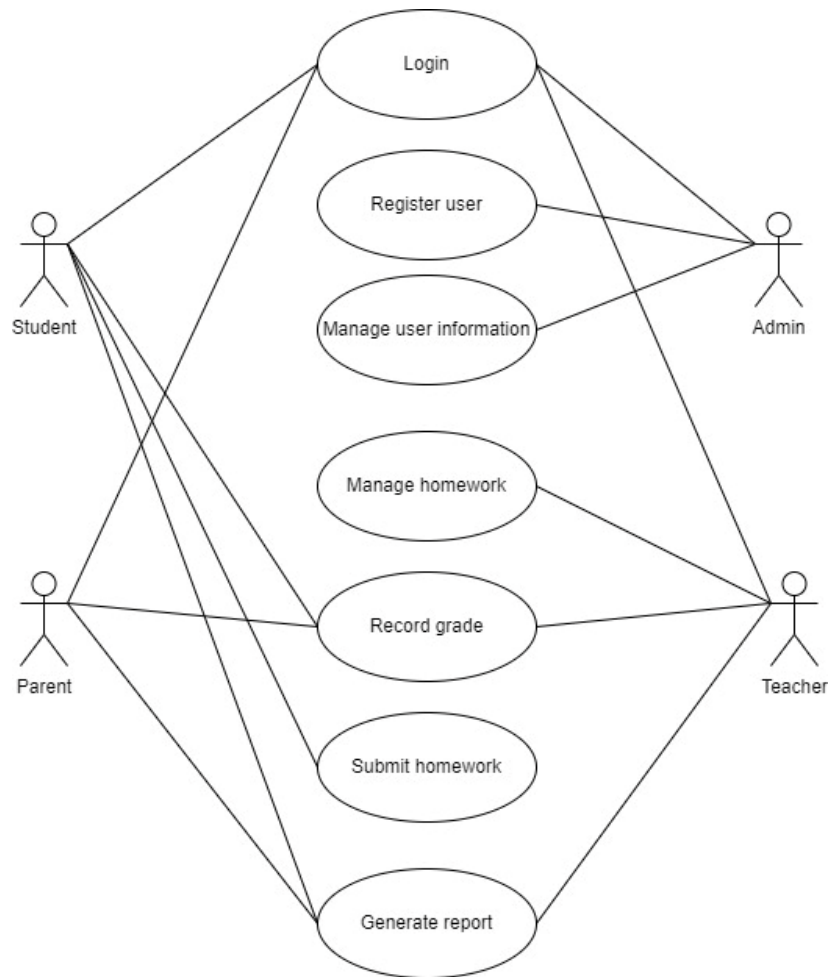 Login
Register user
Student
Manage user information
Admin
Manage homework
Parent
Record grade
Teacher
Submit homework
Generate report